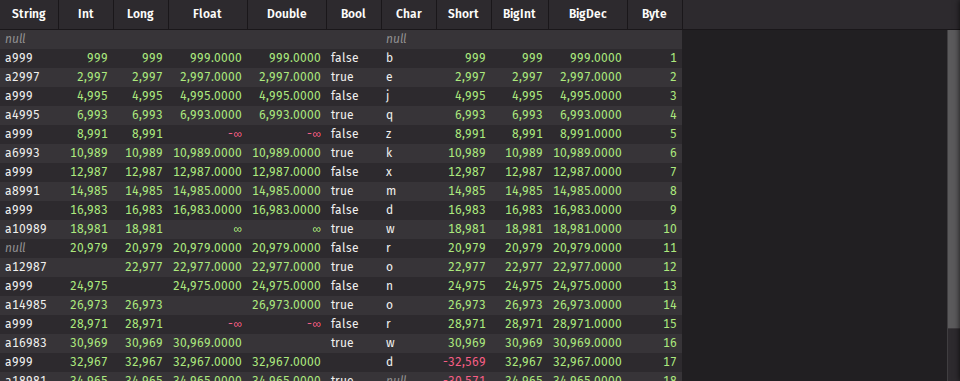 String Int Long Float Double Bool Char Short BigInt BigDec Byte
null null
a999 999 999 999.0000 999.0000 false b 999 999 999.0000 1
a2997 2,997 2,997 2,997.0000 2,997.0000 true e 2,997 2,997 2,997.0000 2
a999 4,995 4,995 4,995.0000 4,995.0000 false j 4,995 4,995 4,995.0000 3
a4995 6,993 6,993 6,993.0000 6,993.0000 true q 6,993 6,993 6,993.0000 4
a999 8,991 8,991 -∞ -∞ false z 8,991 8,991 8,991.0000 5
a6993 10,989 10,989 10,989.0000 10,989.0000 true k 10,989 10,989 10,989.0000 6
a999 12,987 12,987 12,987.0000 12,987.0000 false x 12,987 12,987 12,987.0000 7
a8991 14,985 14,985 14,985.0000 14,985.0000 true m 14,985 14,985 14,985.0000 8
a999 16,983 16,983 16,983.0000 16,983.0000 false d 16,983 16,983 16,983.0000 9
a10989 18,981 18,981 ∞ ∞ true w 18,981 18,981 18,981.0000 10
null 20,979 20,979 20,979.0000 20,979.0000 false r 20,979 20,979 20,979.0000 11
a12987 22,977 22,977.0000 22,977.0000 true o 22,977 22,977 22,977.0000 12
a999 24,975 24,975.0000 24,975.0000 false n 24,975 24,975 24,975.0000 13
a14985 26,973 26,973 26,973.0000 true o 26,973 26,973 26,973.0000 14
a999 28,971 28,971 -∞ -∞ false r 28,971 28,971 28,971.0000 15
a16983 30,969 30,969 30,969.0000 true w 30,969 30,969 30,969.0000 16
a999 32,967 32,967 32,967.0000 32,967.0000 d -32,569 32,967 32,967.0000 17
a18981 34,965 34,965 34,965.0000 34,965.0000 true null -30,571 34,965 34,965.0000 18